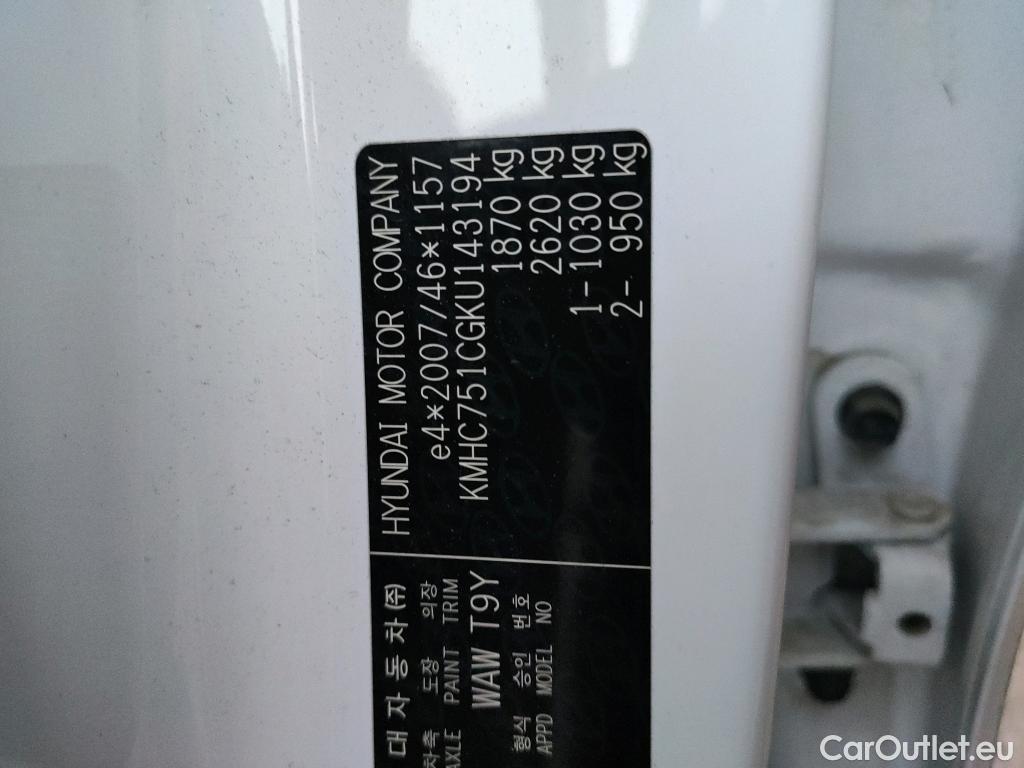 HYUNDAI MOTOR COMPANY
e4*2007/46*1157
KMHC751CGKU143194
1870 kg
2620 kg
1-1030 kg
2- 950 kg
대 자 동 차 (주)
차축 도장 의장
AXLE PAINT TRIM
WAW T9Y
형식 승인 번호
APPD MODEL NO
CarOutlet.eu